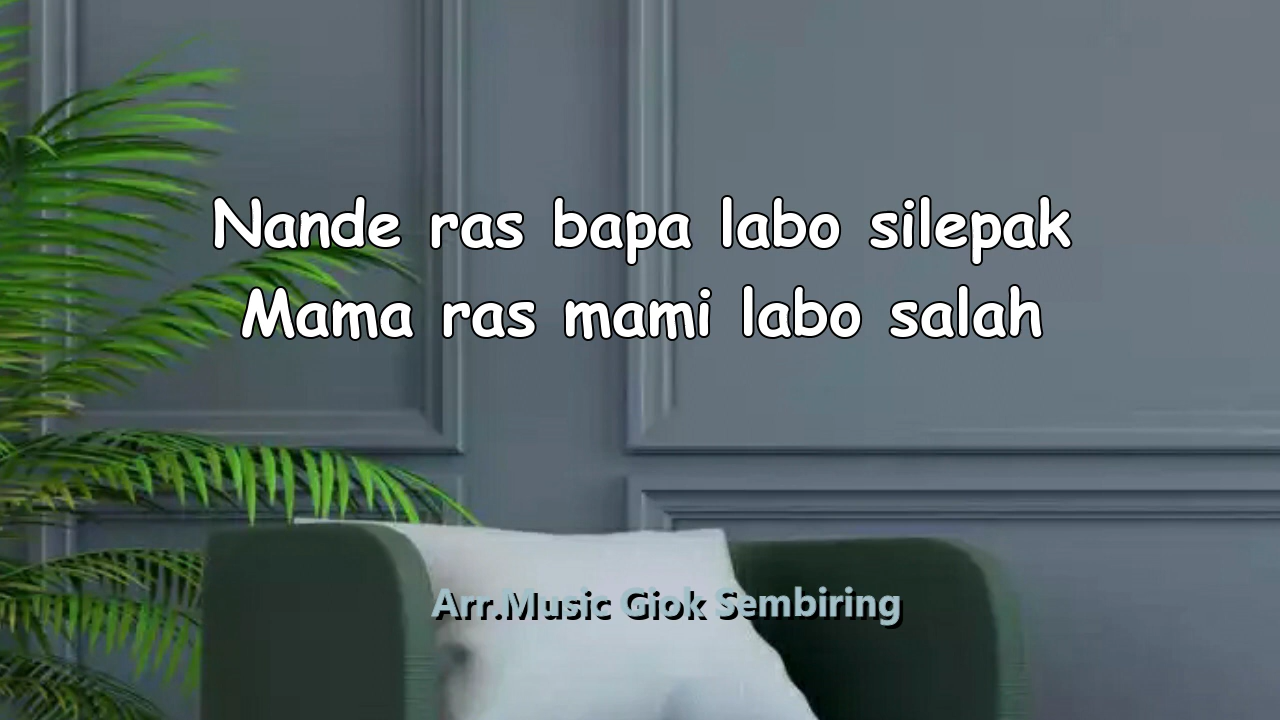 Nande ras bapa labo silepak
Mama ras mami labo salah
Arr.Music Giok Sembiring